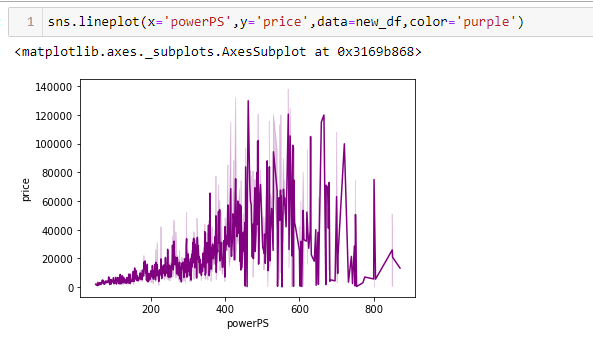 1 sns.lineplot(x='powerPS',y='price',data=new_df,color='purple')
<matplotlib.axes._subplots.AxesSubplot at 0x3169b868>
140000
120000
100000
80000
60000
40000
20000
0
price
200 400 600 800
powerPS